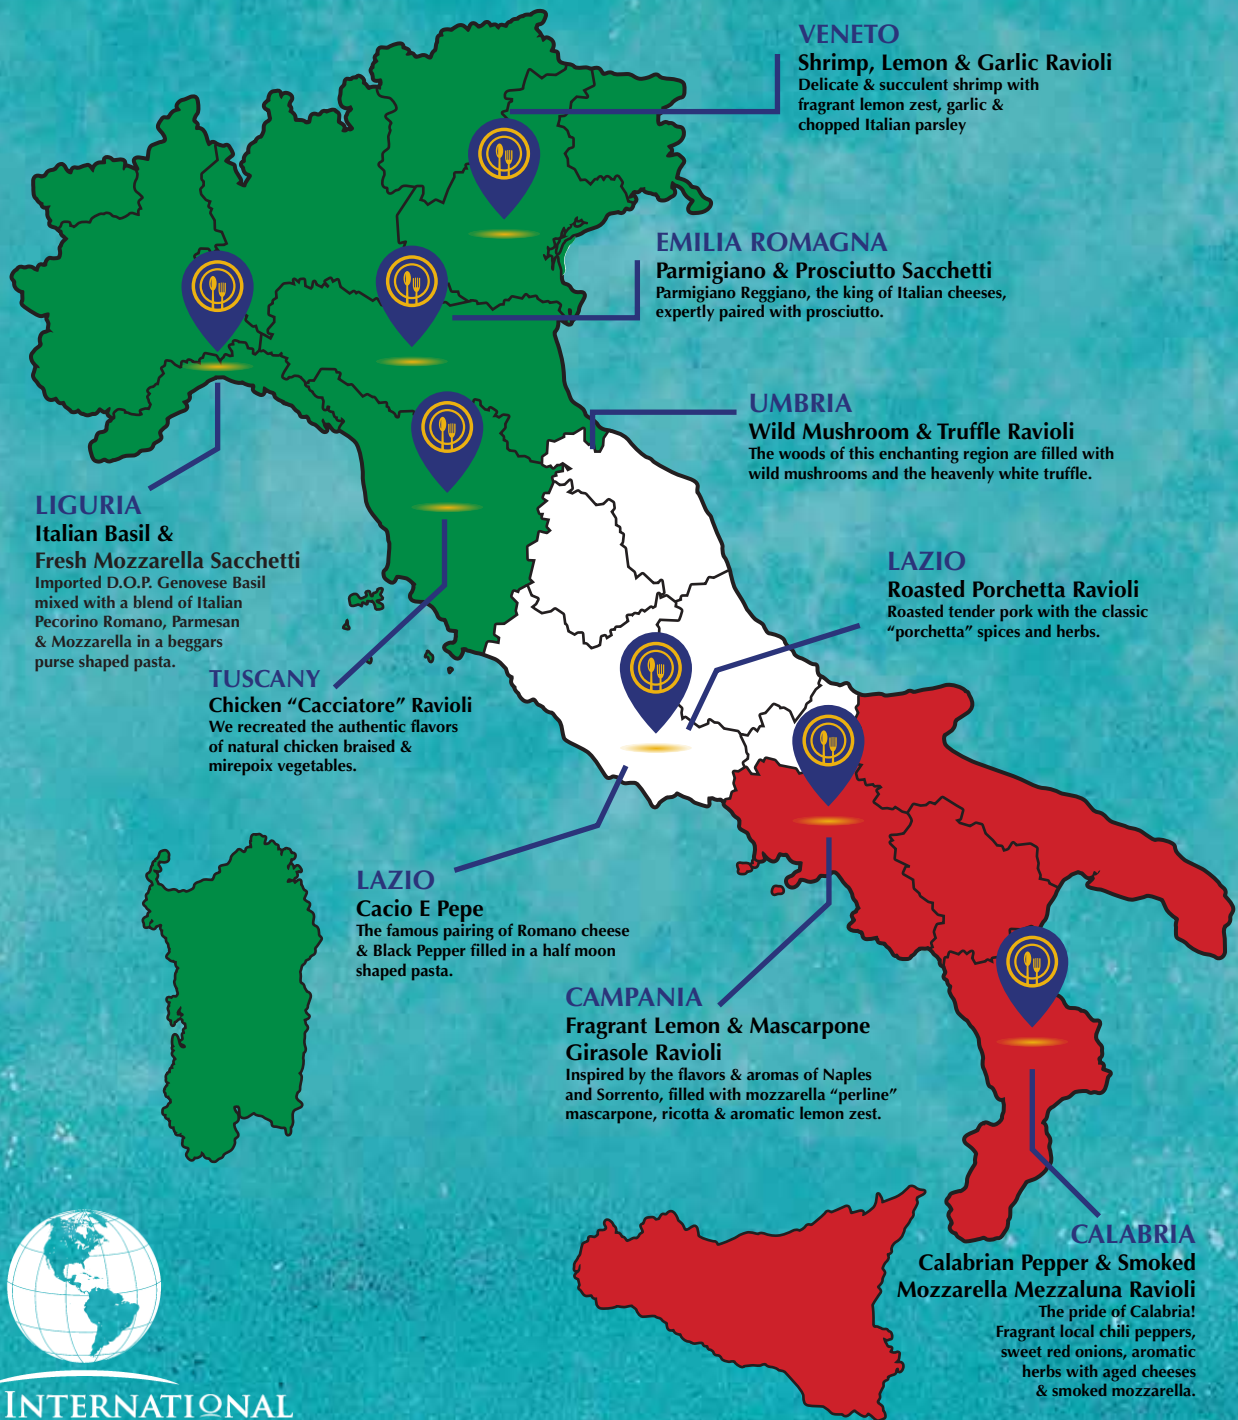 VENETO
Shrimp, Lemon & Garlic Ravioli
Delicate & succulent shrimp with
fragrant lemon zest, garlic &
chopped Italian parsley
EMILIA ROMAGNA
Parmigiano & Prosciutto Sacchetti
Parmigiano Reggiano, the king of Italian cheeses,
expertly paired with prosciutto.
UMBRIA
Wild Mushroom & Truffle Ravioli
The woods of this enchanting region are filled with
wild mushrooms and the heavenly white truffle.
LIGURIA
Italian Basil &
Fresh Mozzarella Sacchetti
Imported D.O.P. Genovese Basil
mixed with a blend of Italian
Pecorino Romano, Parmesan
& Mozzarella in a beggars
purse shaped pasta.
LAZIO
Roasted Porchetta Ravioli
Roasted tender pork with the classic
“porchetta” spices and herbs.
TUSCANY
Chicken “Cacciatore” Ravioli
We recreated the authentic flavors
of natural chicken braised &
mirepoix vegetables.
LAZIO
Cacio E Pepe
The famous pairing of Romano cheese
& Black Pepper filled in a half moon
shaped pasta.
CAMPANIA
Fragrant Lemon & Mascarpone
Girasole Ravioli
Inspired by the flavors & aromas of Naples
and Sorrento, filled with mozzarella “perline”
mascarpone, ricotta & aromatic lemon zest.
CALABRIA
Calabrian Pepper & Smoked
Mozzarella Mezzaluna Ravioli
The pride of Calabria!
Fragrant local chili peppers,
sweet red onions, aromatic
herbs with aged cheeses
& smoked mozzarella.
INTERNATIONAL